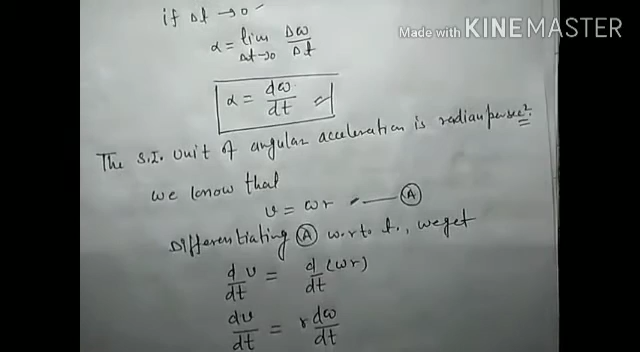 if Δt → 0
Made with KINEMASTER
α = lim Δt→0 Δω/Δt
α = dω/dt
The S.I. Unit of angular acceleration is radian per sec².
we know that
v = ωr — Ⓐ
Differentiating Ⓐ w.r.to t., we get
d/dt v = d/dt (ωr)
dv/dt = r dω/dt